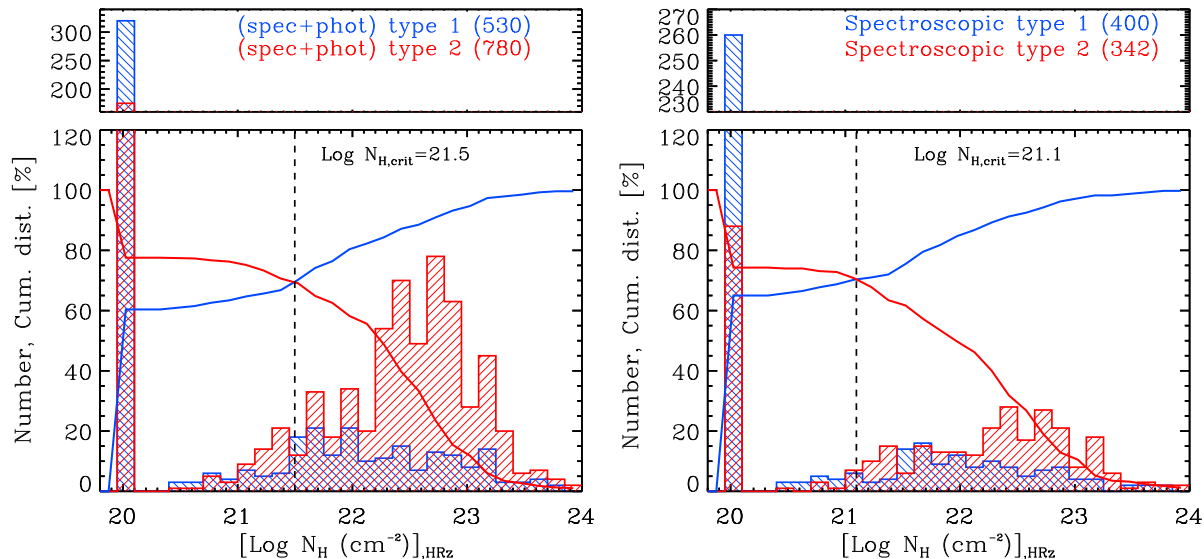 (spec+phot) type 1 (530)
(spec+phot) type 2 (780)
300
250
200
Log N_H,crit=21.5
120
100
80
60
40
20
0
Number, Cum. dist. [%]
20 21 22 23 24
[Log N_H (cm⁻²)],HRz
Spectroscopic type 1 (400)
Spectroscopic type 2 (342)
270
260
250
240
230
Log N_H,crit=21.1
120
100
80
60
40
20
0
Number, Cum. dist. [%]
20 21 22 23 24
[Log N_H (cm⁻²)],HRz